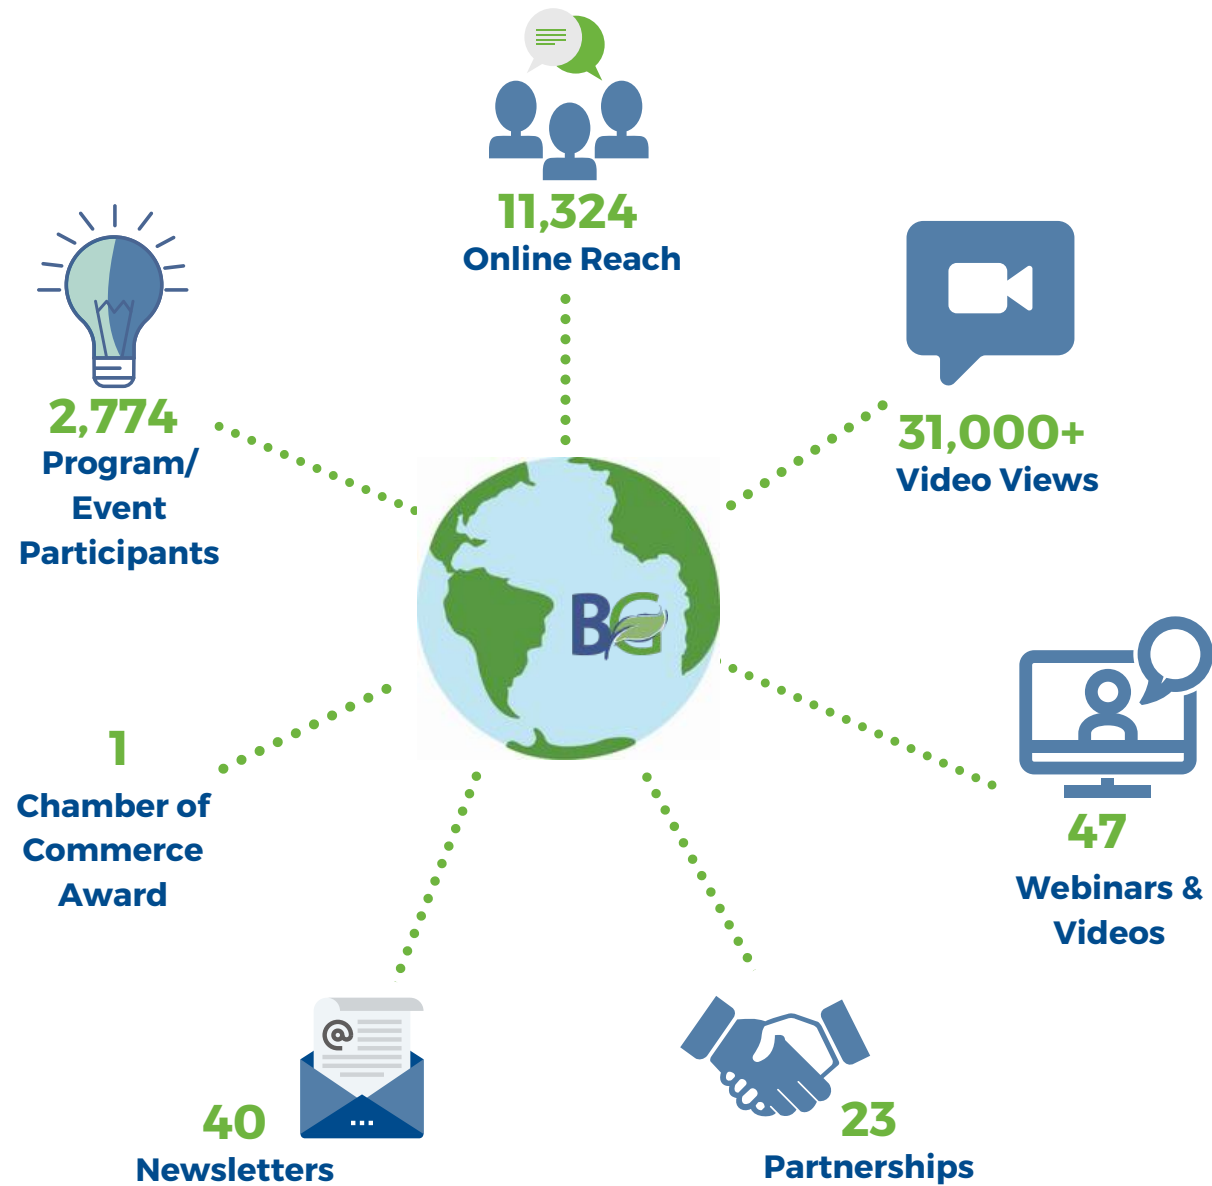 11,324
Online Reach
2,774
Program/
Event
Participants
31,000+
Video Views
BG
1
Chamber of
Commerce
Award
47
Webinars &
Videos
@
40
Newsletters
23
Partnerships